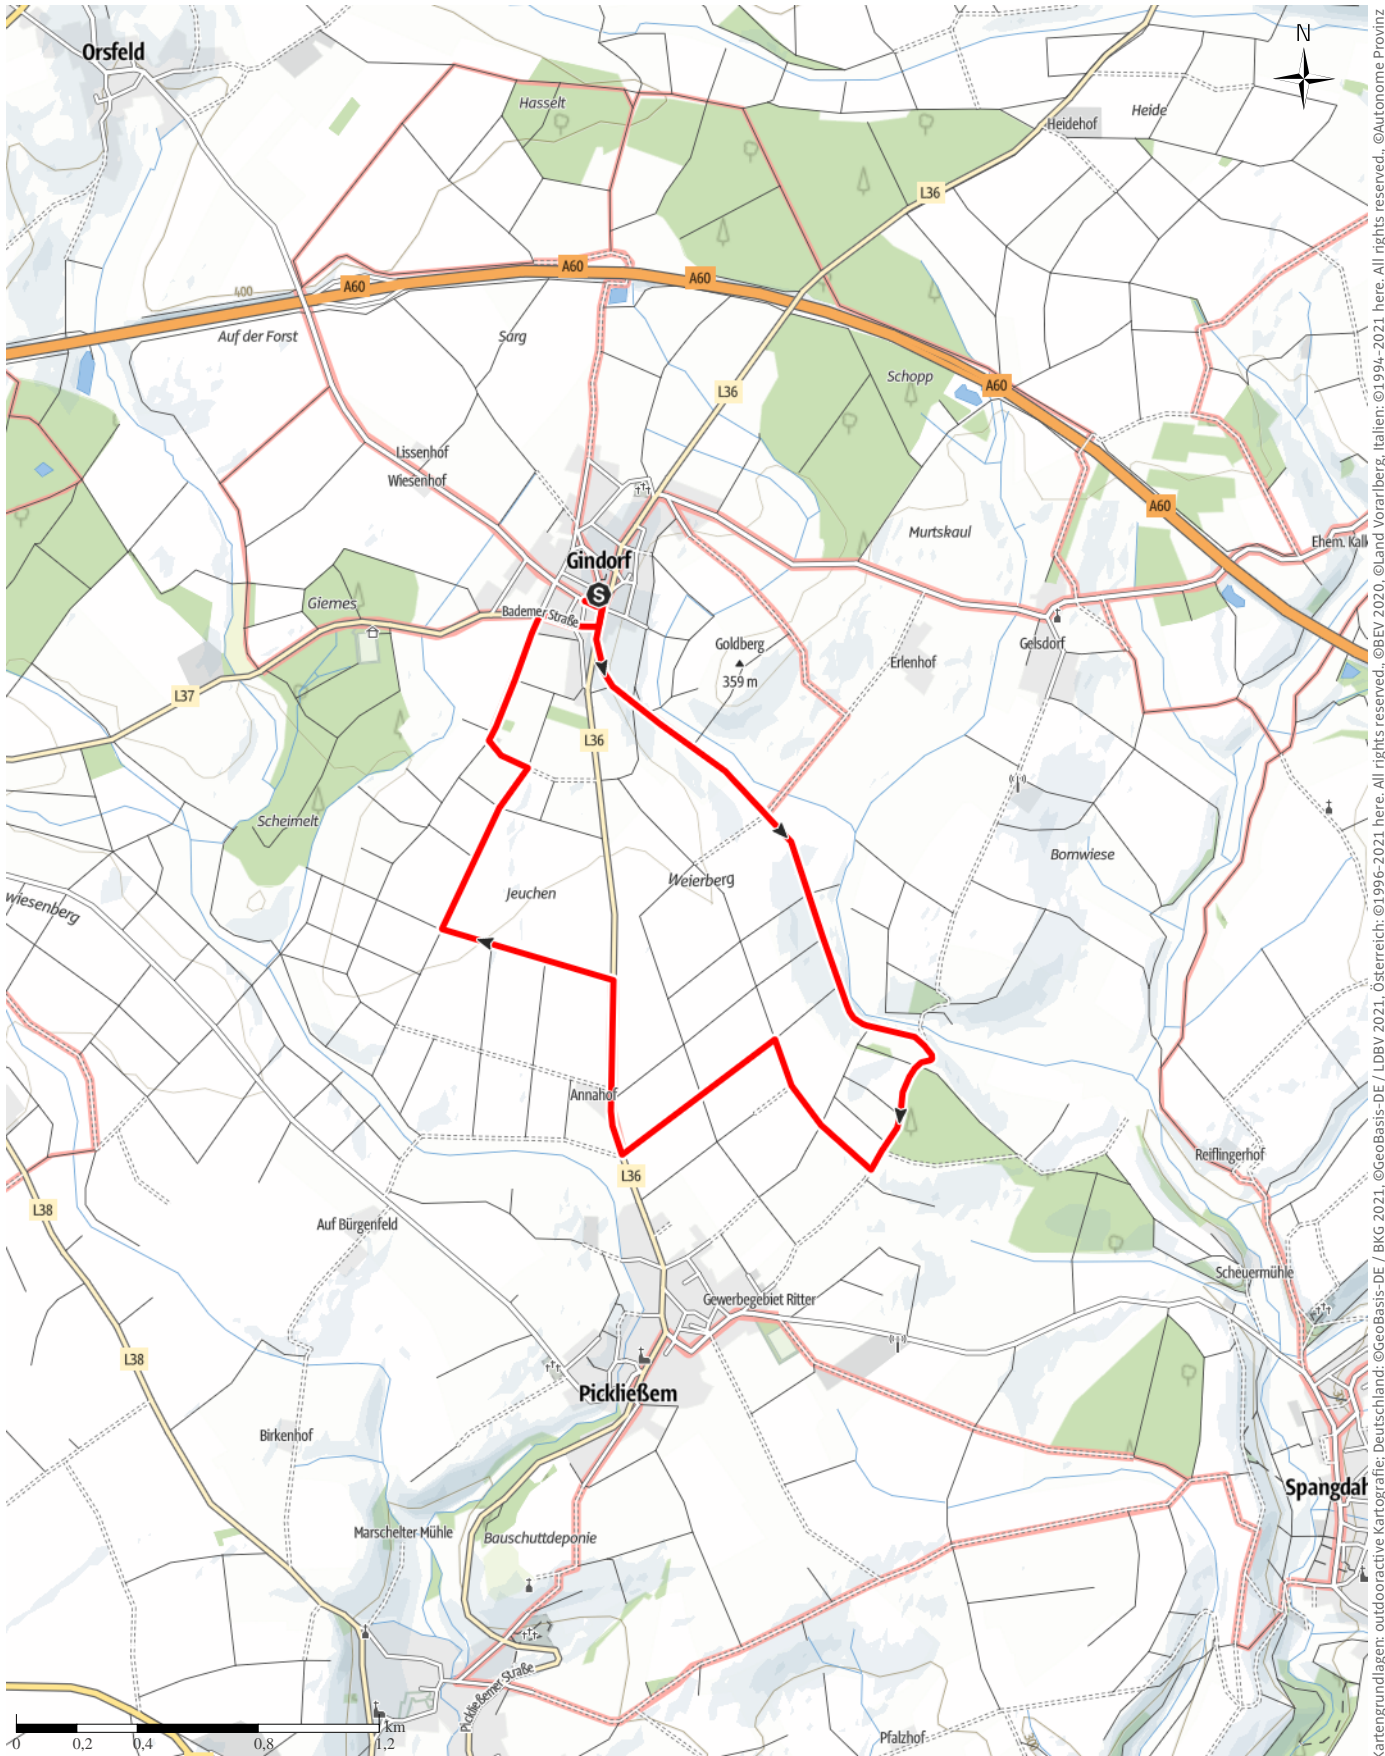 N
Orsfeld
Hasselt
Heidehof
Heide
L36
A60
A60
A60
400
Auf der Forst
Sarg
Schopp
A60
L36
Lissenhof
Wiesenhof
A60
Murtskaul
Ehem. Kalk
Gindorf
S
Giemes
Bademer Straße
Goldberg
359 m
Erlenhof
Gelsdorf
L37
L36
Scheimelt
Bornwiese
Weierberg
Jeuchen
wiesenberg
Annahof
L36
Reiflingerhof
L38
Auf Bürgenfeld
Scheuermühle
Gewerbegebiet Ritter
L38
Pickließem
Birkenhof
Spangdah
Marschelter Mühle
Bauschuttdeponie
Pickließemer Straße
Pfalzhof
km
0
0,2
0,4
0,8
1,2
artengrundlagen: outdooractive Kartografie; Deutschland: ©GeoBasis-DE / BKG 2021, ©GeoBasis-DE / LDBV 2021, Österreich: ©1996-2021 here. All rights reserved., ©BEV 2020, ©Land Vorarlberg, Italien: ©1994-2021 here. All rights reserved., ©Autonome Provinz